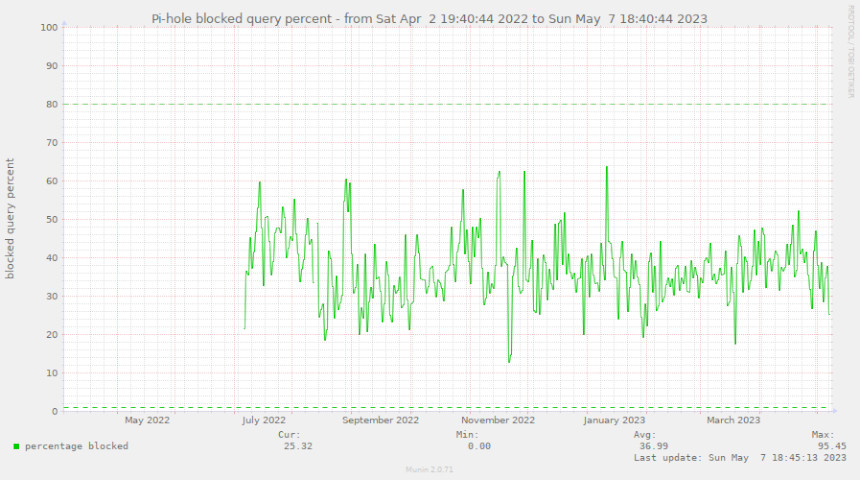 Pi-hole blocked query percent - from Sat Apr  2 19:40:44 2022 to Sun May  7 18:40:44 2023
RRDTOOL / TOBI OETIKER
blocked query percent
100
90
80
70
60
50
40
30
20
10
0
May 2022 July 2022 September 2022 November 2022 January 2023 March 2023
Cur: Min: Avg: Max:
percentage blocked 25.32 0.00 36.99 95.45
Last update: Sun May  7 18:45:13 2023
Munin 2.0.71